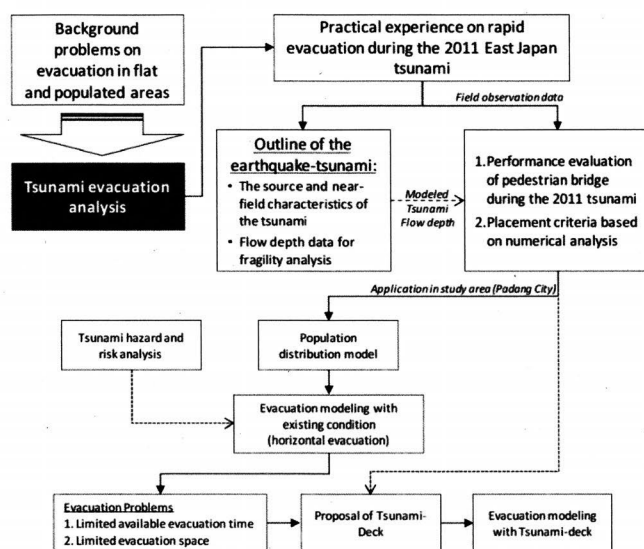 Background
problems on
evacuation in flat
and populated areas
Practical experience on rapid
evacuation during the 2011 East Japan
tsunami
Tsunami evacuation
analysis
Field observation data
Outline of the
earthquake-tsunami:
• The source and near-
field characteristics of
the tsunami
• Flow depth data for
fragility analysis
Modeled
Tsunami
Flow depth
1.Performance evaluation
of pedestrian bridge
during the 2011 tsunami
2. Placement criteria based
on numerical analysis
Application in study area (Padang City)
Tsunami hazard and
risk analysis
Population
distribution model
Evacuation modeling with
existing condition
(horizontal evacuation)
Evacuation Problems
1. Limited available evacuation time
2. Limited evacuation space
Proposal of Tsunami-
Deck
Evacuation modeling
with Tsunami-deck